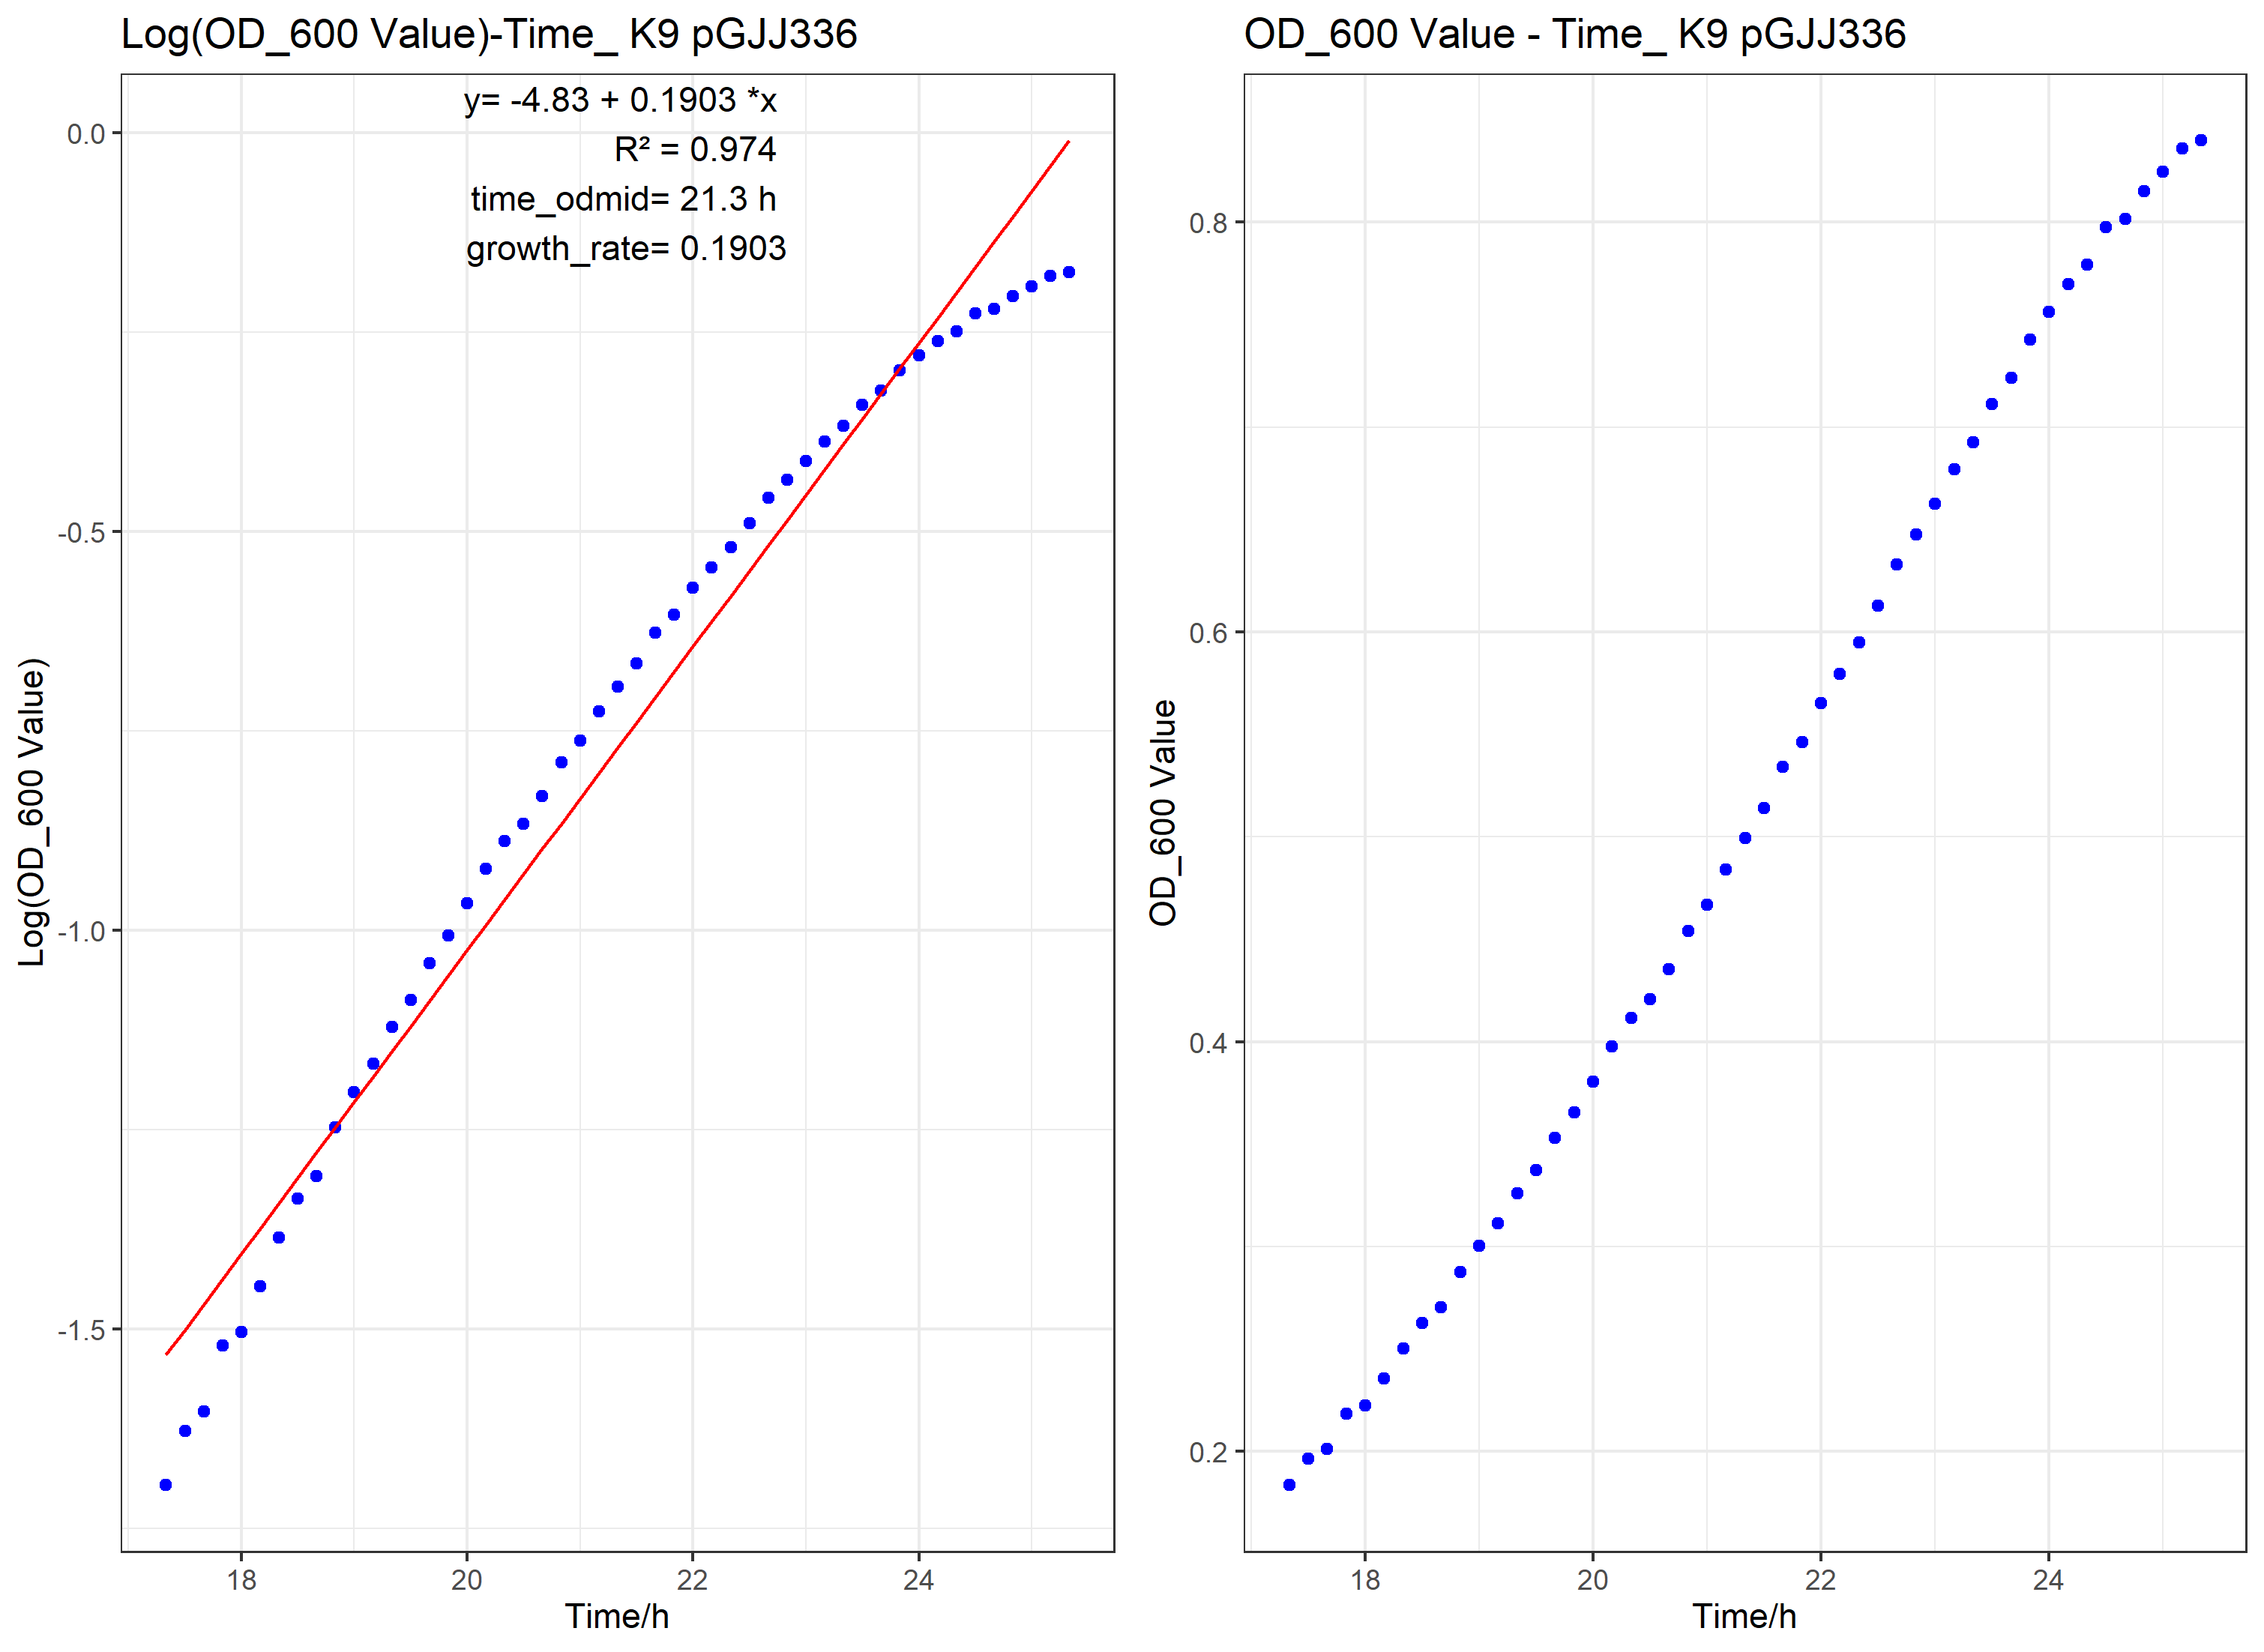 Log(OD_600 Value)-Time_ K9 pGJJ336
y= -4.83 + 0.1903 *x
R² = 0.974
time_odmid= 21.3 h
growth_rate= 0.1903
0.0
-0.5
-1.0
-1.5
Log(OD_600 Value)
18 20 22 24
Time/h
OD_600 Value - Time_ K9 pGJJ336
0.8
0.6
0.4
0.2
OD_600 Value
18 20 22 24
Time/h